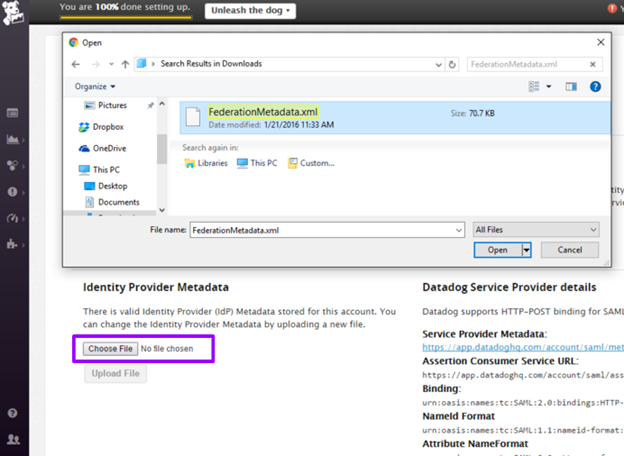 You are 100% done setting up.
Unleash the dog
Open
Search Results in Downloads
FederationMetadata.xml
Organize
Pictures
Dropbox
OneDrive
This PC
Desktop
Documents
FederationMetadata.xml
Date modified: 1/21/2016 11:33 AM
Size: 70.7 KB
Search again in:
Libraries
This PC
Custom...
File name:
FederationMetadata.xml
All Files
Open
Cancel
Identity Provider Metadata
There is valid Identity Provider (IdP) Metadata stored for this account. You
can change the Identity Provider Metadata by uploading a new file.
Choose File No file chosen
Upload File
Datadog Service Provider details
Datadog supports HTTP-POST binding for SAML
Service Provider Metadata:
https://app.datadoghq.com/account/saml/met
Assertion Consumer Service URL:
https://app.datadoghq.com/account/saml/ass
Binding:
urn:oasis:names:tc:SAML:2.0:bindings:HTTP-
NameId Format
urn:oasis:names:tc:SAML:1.1:nameid-format:
Attribute NameFormat